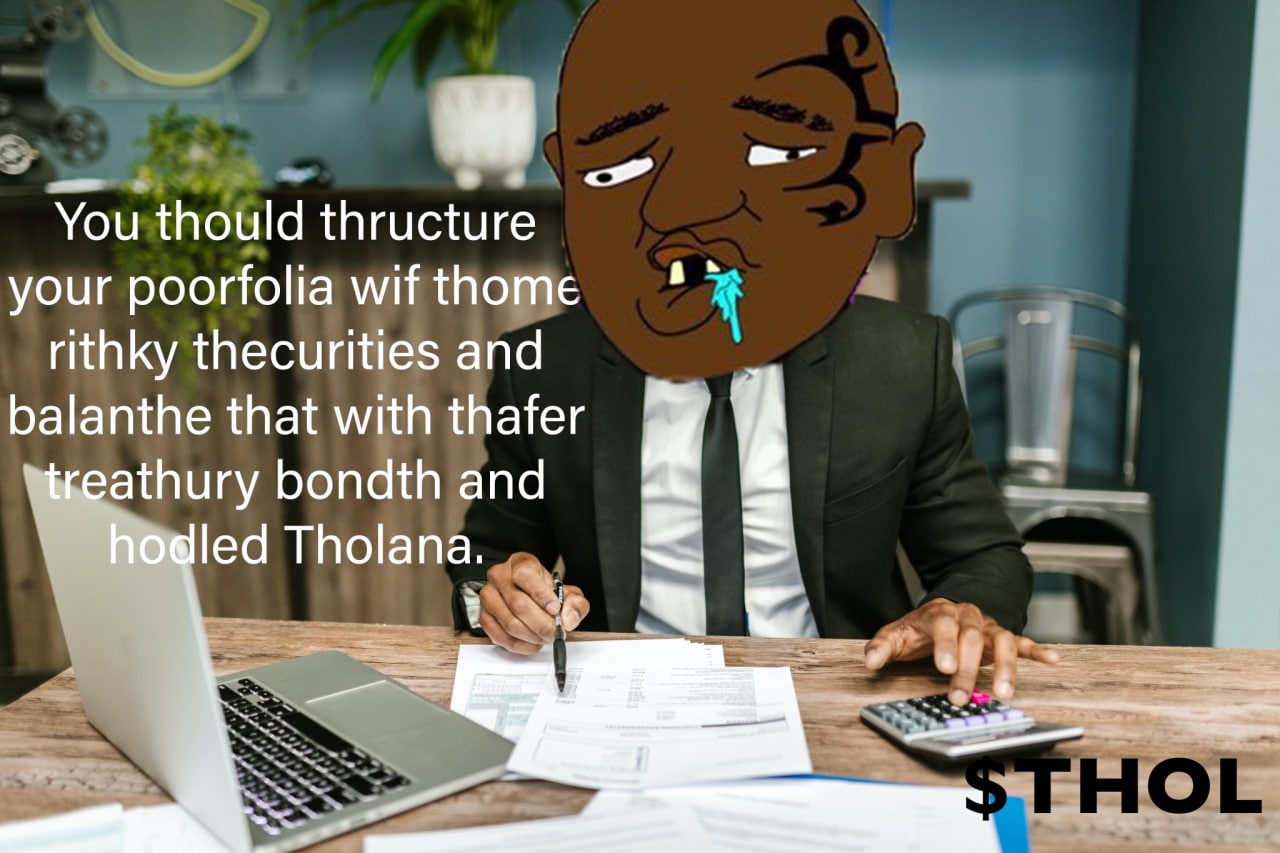 You thould thructure
your poorfolia wif thome
rithky thecurities and
balanthe that with thafer
treathury bondth and
hodled Tholana.
$THOL